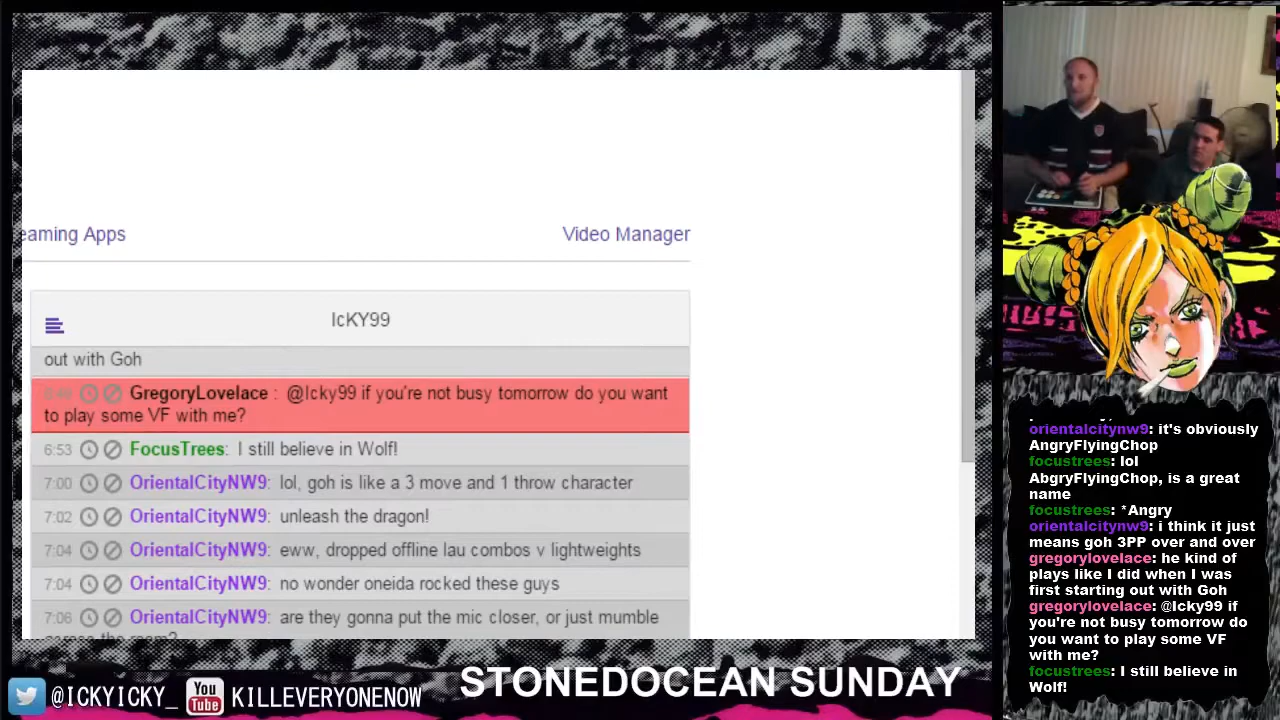 eaming Apps
Video Manager
IcKY99
out with Goh
GregoryLovelace : @Icky99 if you're not busy tomorrow do you want
to play some VF with me?
6:53 FocusTrees: I still believe in Wolf!
7:00 OrientalCityNW9: lol, goh is like a 3 move and 1 throw character
7:02 OrientalCityNW9: unleash the dragon!
7:04 OrientalCityNW9: eww, dropped offline lau combos v lightweights
7:04 OrientalCityNW9: no wonder oneida rocked these guys
7:06 OrientalCityNW9: are they gonna put the mic closer, or just mumble
orientalcitynw9: it's obviously
AngryFlyingChop
focustrees: lol
AbgryFlyingChop, is a great
name
focustrees: *Angry
orientalcitynw9: i think it just
means goh 3PP over and over
gregorylovelace: he kind of
plays like I did when I was
first starting out with Goh
gregorylovelace: @Icky99 if
you're not busy tomorrow do
you want to play some VF
with me?
focustrees: I still believe in
Wolf!
@ICKYICKY_
You Tube KILLEVERYONENOW
STONEDOCEAN SUNDAY